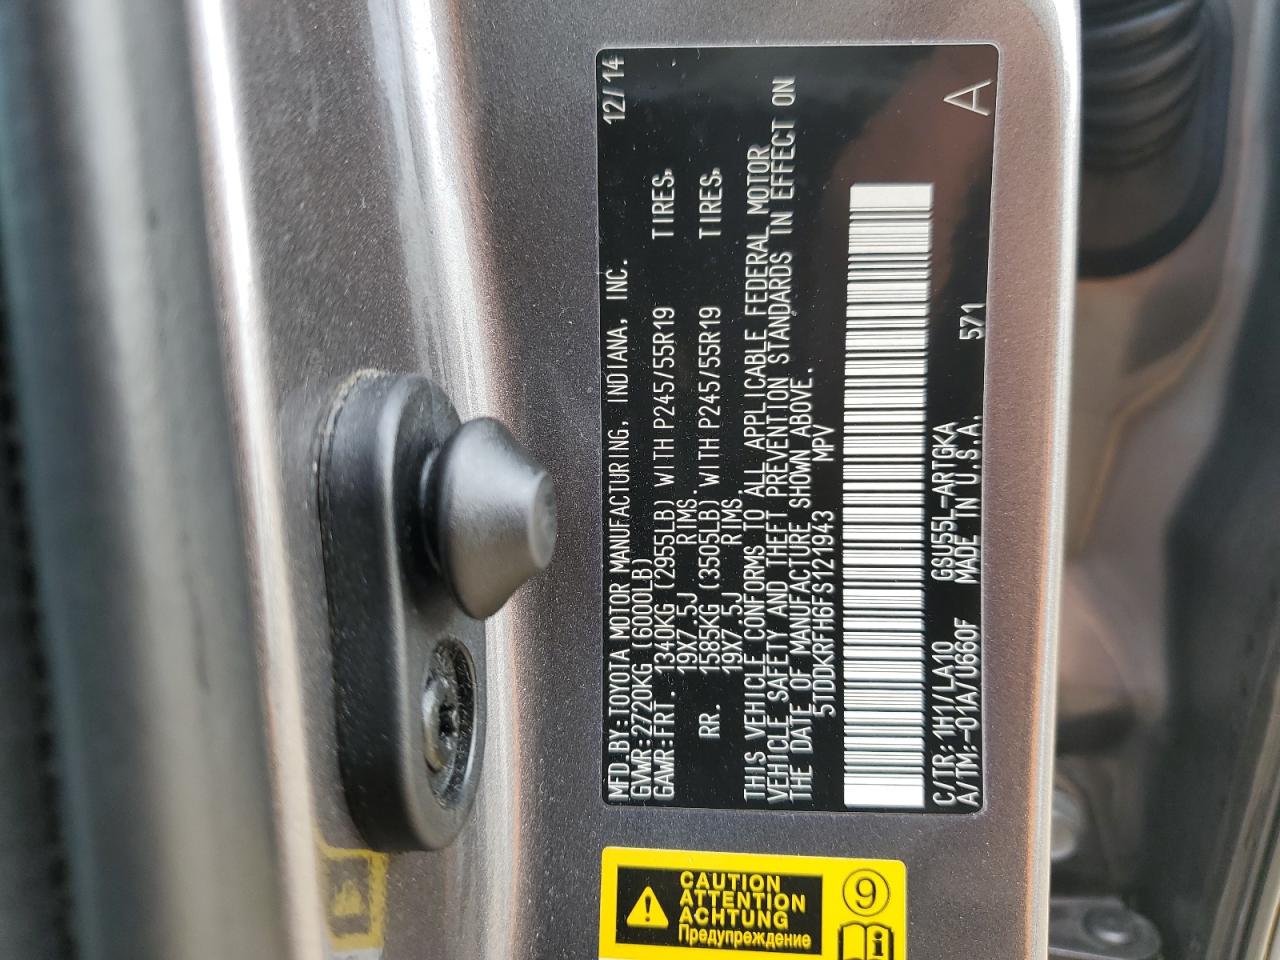 MFD.BY:TOYOTA MOTOR MANUFACTURING, INDIANA, INC. 12/14
GVWR:2720KG (6000LB)
GAWR:FRT. 1340KG (2955LB) WITH P245/55R19 TIRES,
19X7.5J RIMS.
RR. 1585KG (3505LB) WITH P245/55R19 TIRES,
19X7.5J RIMS.
THIS VEHICLE CONFORMS TO ALL APPLICABLE FEDERAL MOTOR
VEHICLE SAFETY AND THEFT PREVENTION STANDARDS IN EFFECT ON
THE DATE OF MANUFACTURE SHOWN ABOVE.
5TDDKRFH6FS121943 MPV
C/TR:1H1/LA10 GSU55L-ARTGKA
A/TM:-01A/U660F MADE IN U.S.A. 571 A
CAUTION
ATTENTION
ACHTUNG
Предупреждение
9